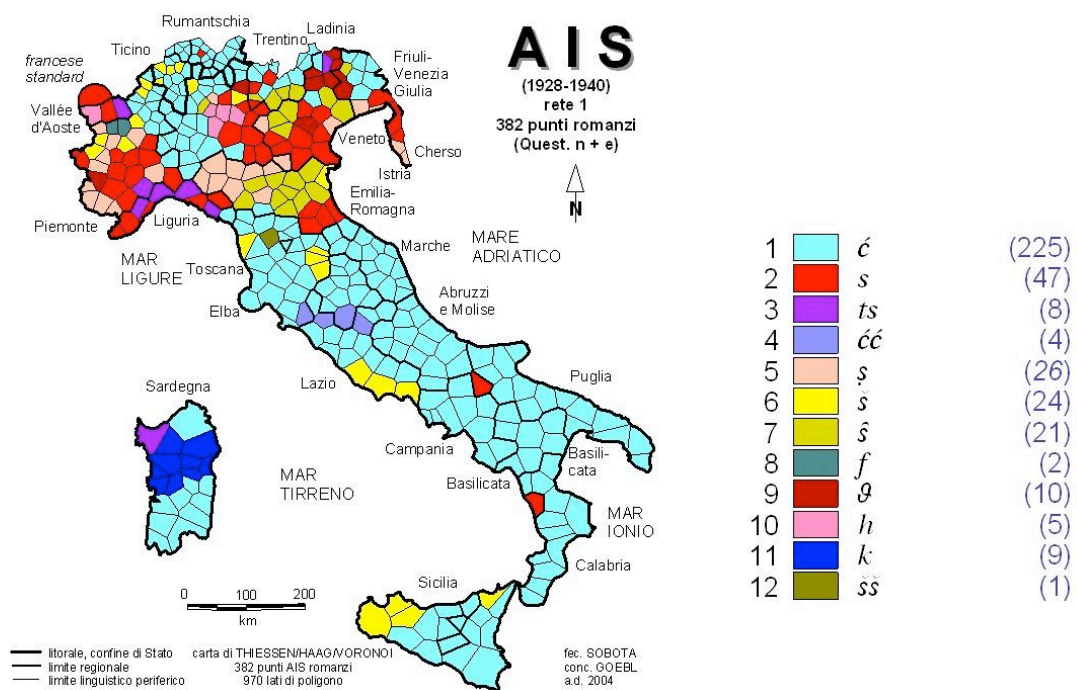 Rumantschia
Ladinia
Trentino
Ticino
francese
standard
Friuli-
Venezia
Giulia
Vallée
d'Aoste
Veneto
Cherso
Istria
Emilia-
Romagna
Piemonte
Liguria
MAR
LIGURE
Toscana
Marche
MARE
ADRIATICO
Elba
Abruzzi
e Molise
Lazio
Puglia
Sardegna
Campania
Basili-
cata
Basilicata
MAR
TIRRENO
MAR
IONIO
Calabria
Sicilia
AIS
(1928-1940)
rete 1
382 punti romanzi
(Quest. n + e)
N
1 ć (225)
2 s (47)
3 ts (8)
4 ćć (4)
5 ṣ (26)
6 š (24)
7 ŝ (21)
8 f (2)
9 ϑ (10)
10 h (5)
11 k (9)
12 šš (1)
0 100 200
km
litorale, confine di Stato
limite regionale
limite linguistico periferico
carta di THIESSEN/HAAG/VORONOI
382 punti AIS romanzi
970 lati di poligono
fec. SOBOTA
conc. GOEBL
a.d. 2004